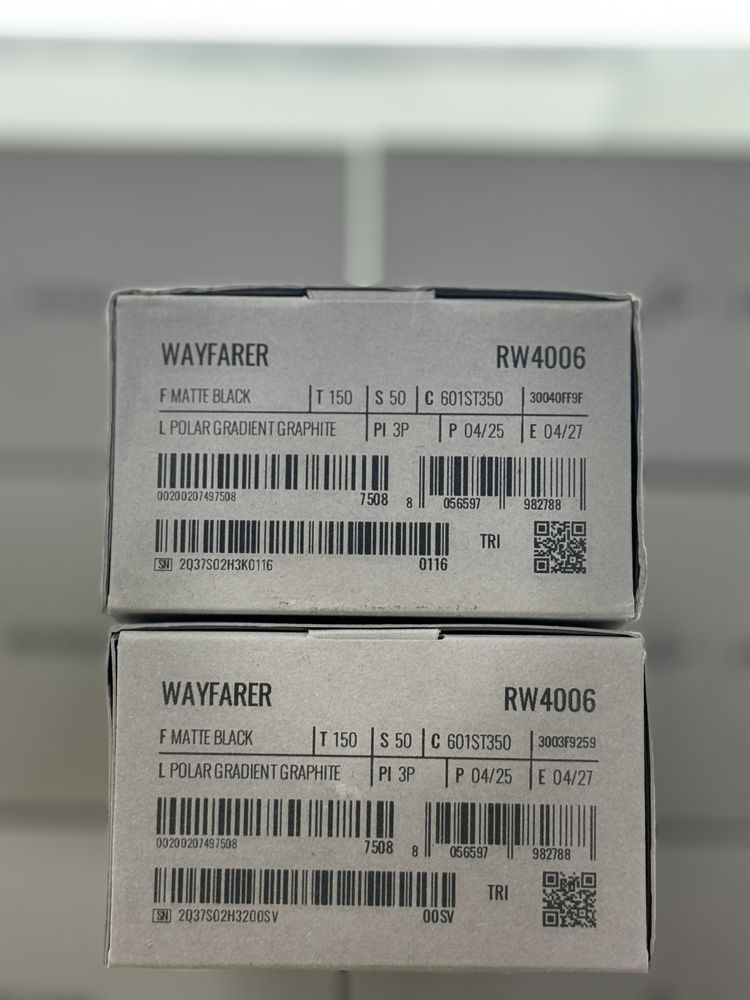 WAYFARER RW4006
F MATTE BLACK T 150 S 50 C 601ST350 30040FF9F
L POLAR GRADIENT GRAPHITE PI 3P P 04/25 E 04/27
00200207497508 7508 8 056597 982788
TRI
SN 2Q37S02H3K0116 0116
WAYFARER RW4006
F MATTE BLACK T 150 S 50 C 601ST350 3003F9259
L POLAR GRADIENT GRAPHITE PI 3P P 04/25 E 04/27
00200207497508 7508 8 056597 982788
TRI
SN 2Q37S02H3200SV 00SV